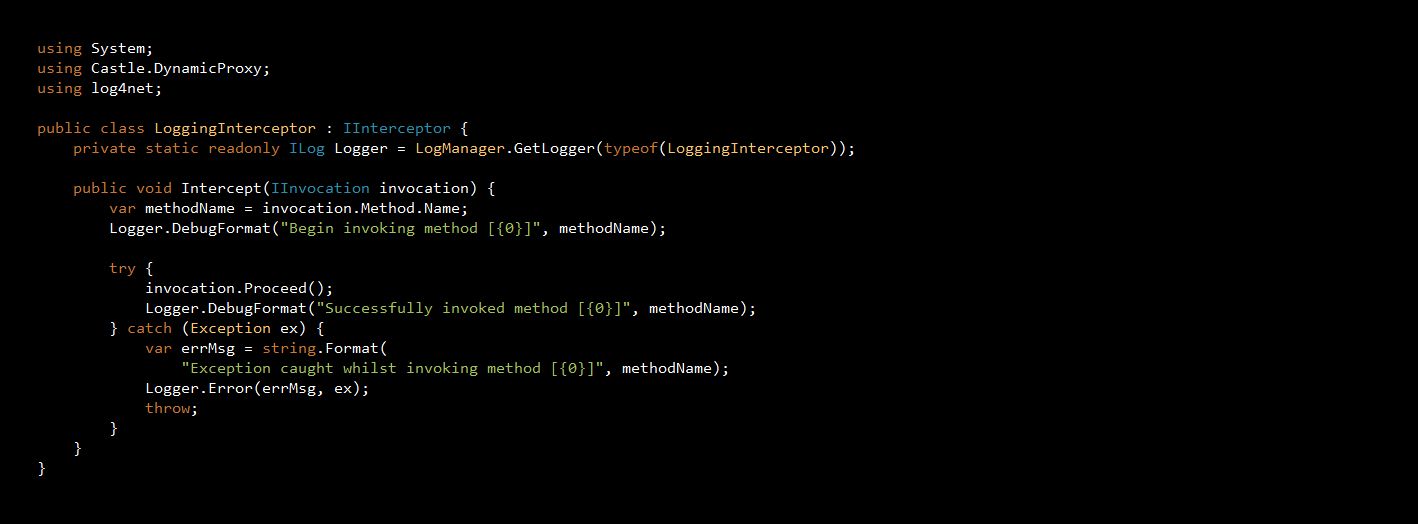 using System;
using Castle.DynamicProxy;
using log4net;

public class LoggingInterceptor : IInterceptor {
    private static readonly ILog Logger = LogManager.GetLogger(typeof(LoggingInterceptor));

    public void Intercept(IInvocation invocation) {
        var methodName = invocation.Method.Name;
        Logger.DebugFormat("Begin invoking method [{0}]", methodName);

        try {
            invocation.Proceed();
            Logger.DebugFormat("Successfully invoked method [{0}]", methodName);
        } catch (Exception ex) {
            var errMsg = string.Format(
                "Exception caught whilst invoking method [{0}]", methodName);
            Logger.Error(errMsg, ex);
            throw;
        }
    }
}